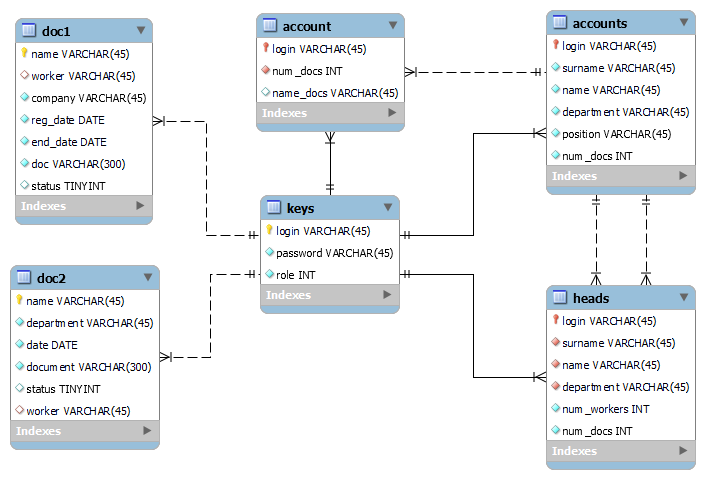 doc1
name VARCHAR(45)
worker VARCHAR(45)
company VARCHAR(45)
reg_date DATE
end_date DATE
doc VARCHAR(300)
status TINYINT
Indexes
account
login VARCHAR(45)
num_docs INT
name_docs VARCHAR(45)
Indexes
accounts
login VARCHAR(45)
surname VARCHAR(45)
name VARCHAR(45)
department VARCHAR(45)
position VARCHAR(45)
num_docs INT
Indexes
keys
login VARCHAR(45)
password VARCHAR(45)
role INT
Indexes
doc2
name VARCHAR(45)
department VARCHAR(45)
date DATE
document VARCHAR(300)
status TINYINT
worker VARCHAR(45)
Indexes
heads
login VARCHAR(45)
surname VARCHAR(45)
name VARCHAR(45)
department VARCHAR(45)
num_workers INT
num_docs INT
Indexes